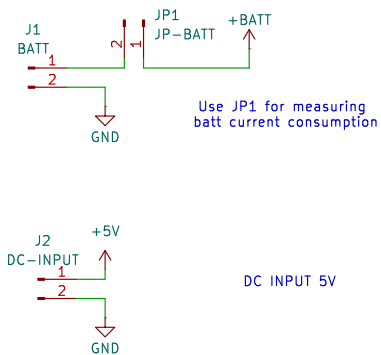 JP1
JP-BATT
+BATT
J1
BATT
2
1
1
2
GND
Use JP1 for measuring
batt current consumption
+5V
J2
DC-INPUT
1
2
DC INPUT 5V
GND